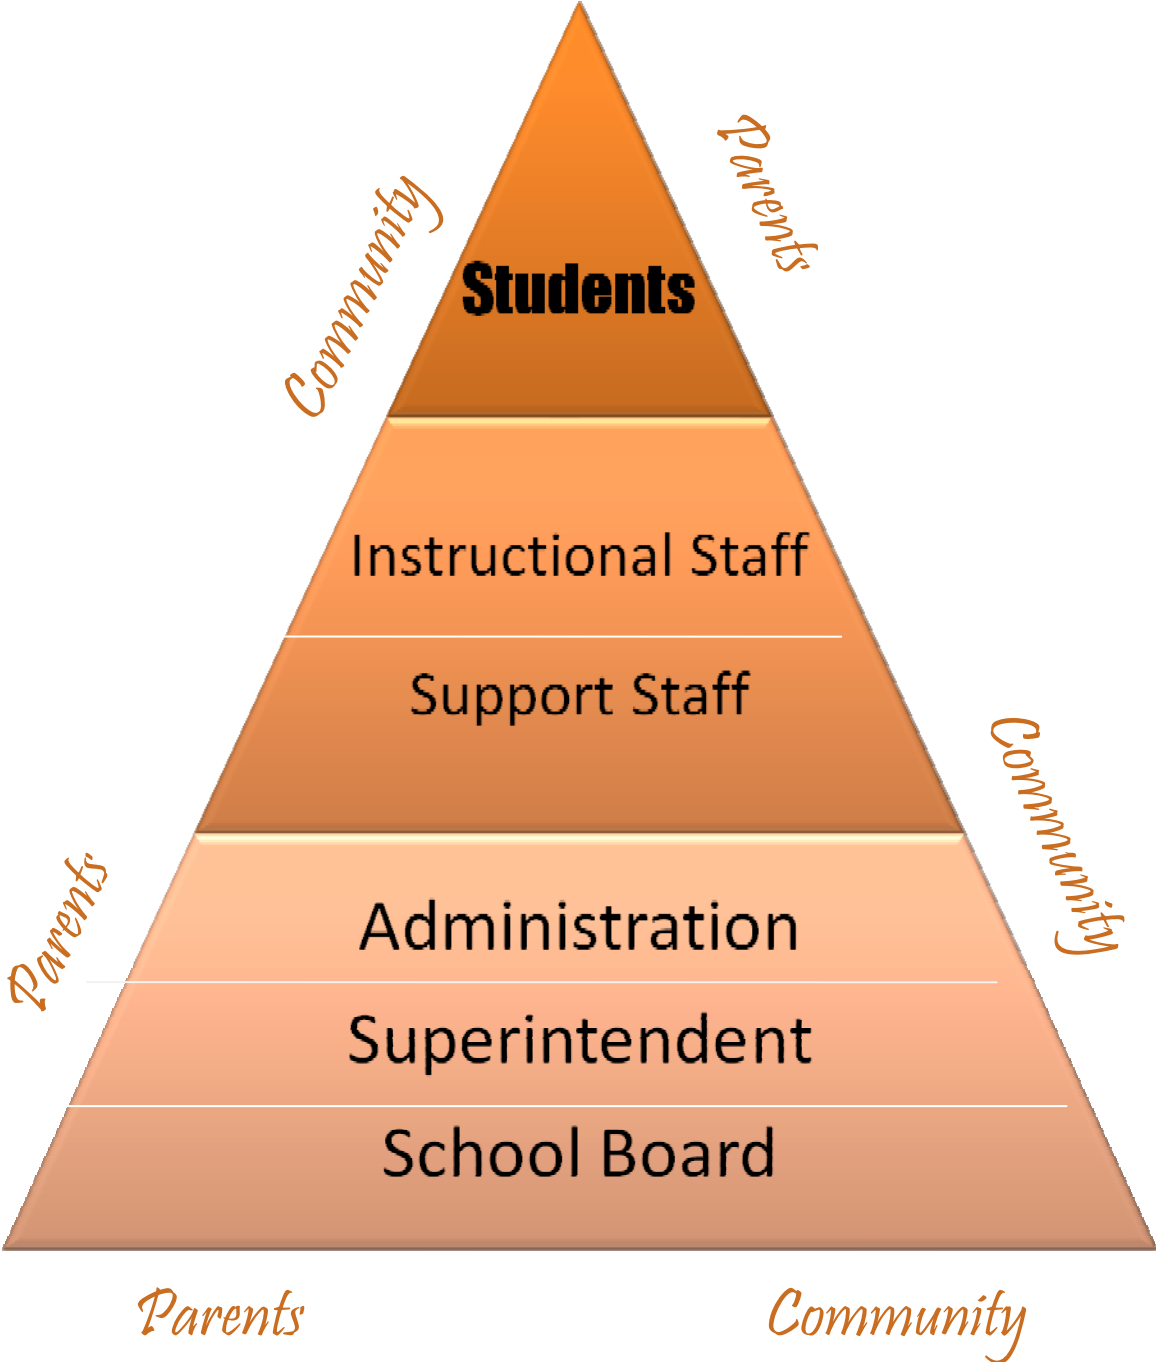 Parents
Community
Students
Instructional Staff
Support Staff
Community
Parents
Administration
Superintendent
School Board
Parents
Community